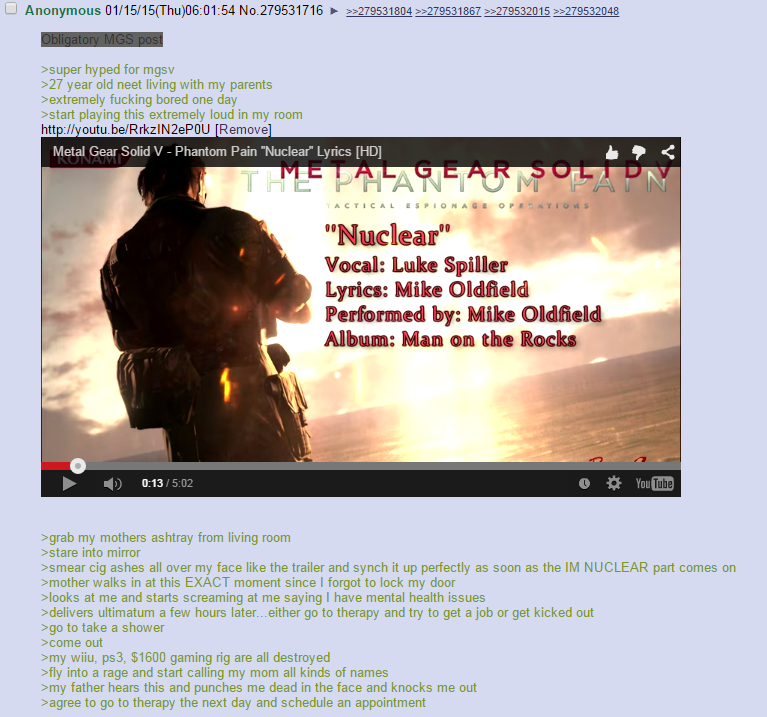 Anonymous 01/15/15(Thu)06:01:54 No.279531716 ► >>279531804 >>279531867 >>279532015 >>279532048
Obligatory MGS post
>super hyped for mgsv
>27 year old neet living with my parents
>extremely fucking bored one day
>start playing this extremely loud in my room
http://youtu.be/RrkzIN2eP0U [Remove]
Metal Gear Solid V - Phantom Pain "Nuclear" Lyrics [HD]
KONAMI
METAL GEAR SOLID V
THE PHANTOM PAIN
TACTICAL ESPIONAGE OPERATIONS
"Nuclear"
Vocal: Luke Spiller
Lyrics: Mike Oldfield
Performed by: Mike Oldfield
Album: Man on the Rocks
0:13 / 5:02
YouTube
>grab my mothers ashtray from living room
>stare into mirror
>smear cig ashes all over my face like the trailer and synch it up perfectly as soon as the IM NUCLEAR part comes on
>mother walks in at this EXACT moment since I forgot to lock my door
>looks at me and starts screaming at me saying I have mental health issues
>delivers ultimatum a few hours later...either go to therapy and try to get a job or get kicked out
>go to take a shower
>come out
>my wiiu, ps3, $1600 gaming rig are all destroyed
>fly into a rage and start calling my mom all kinds of names
>my father hears this and punches me dead in the face and knocks me out
>agree to go to therapy the next day and schedule an appointment